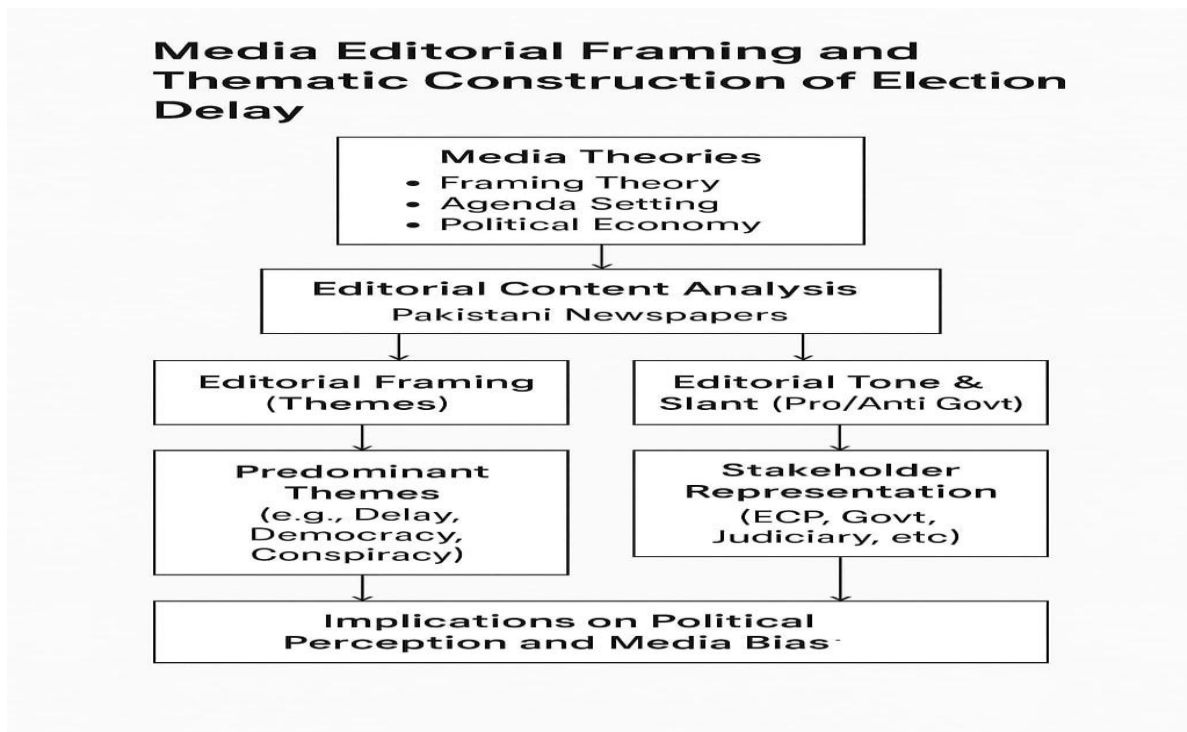 Media Editorial Framing and
Thematic Construction of Election
Delay
Media Theories
• Framing Theory
• Agenda Setting
• Political Economy
Editorial Content Analysis
Pakistani Newspapers
Editorial Framing
(Themes)
Editorial Tone &
Slant (Pro/Anti Govt)
Predominant
Themes
(e.g., Delay,
Democracy,
Conspiracy)
Stakeholder
Representation
(ECP, Govt,
Judiciary, etc)
Implications on Political
Perception and Media Bias